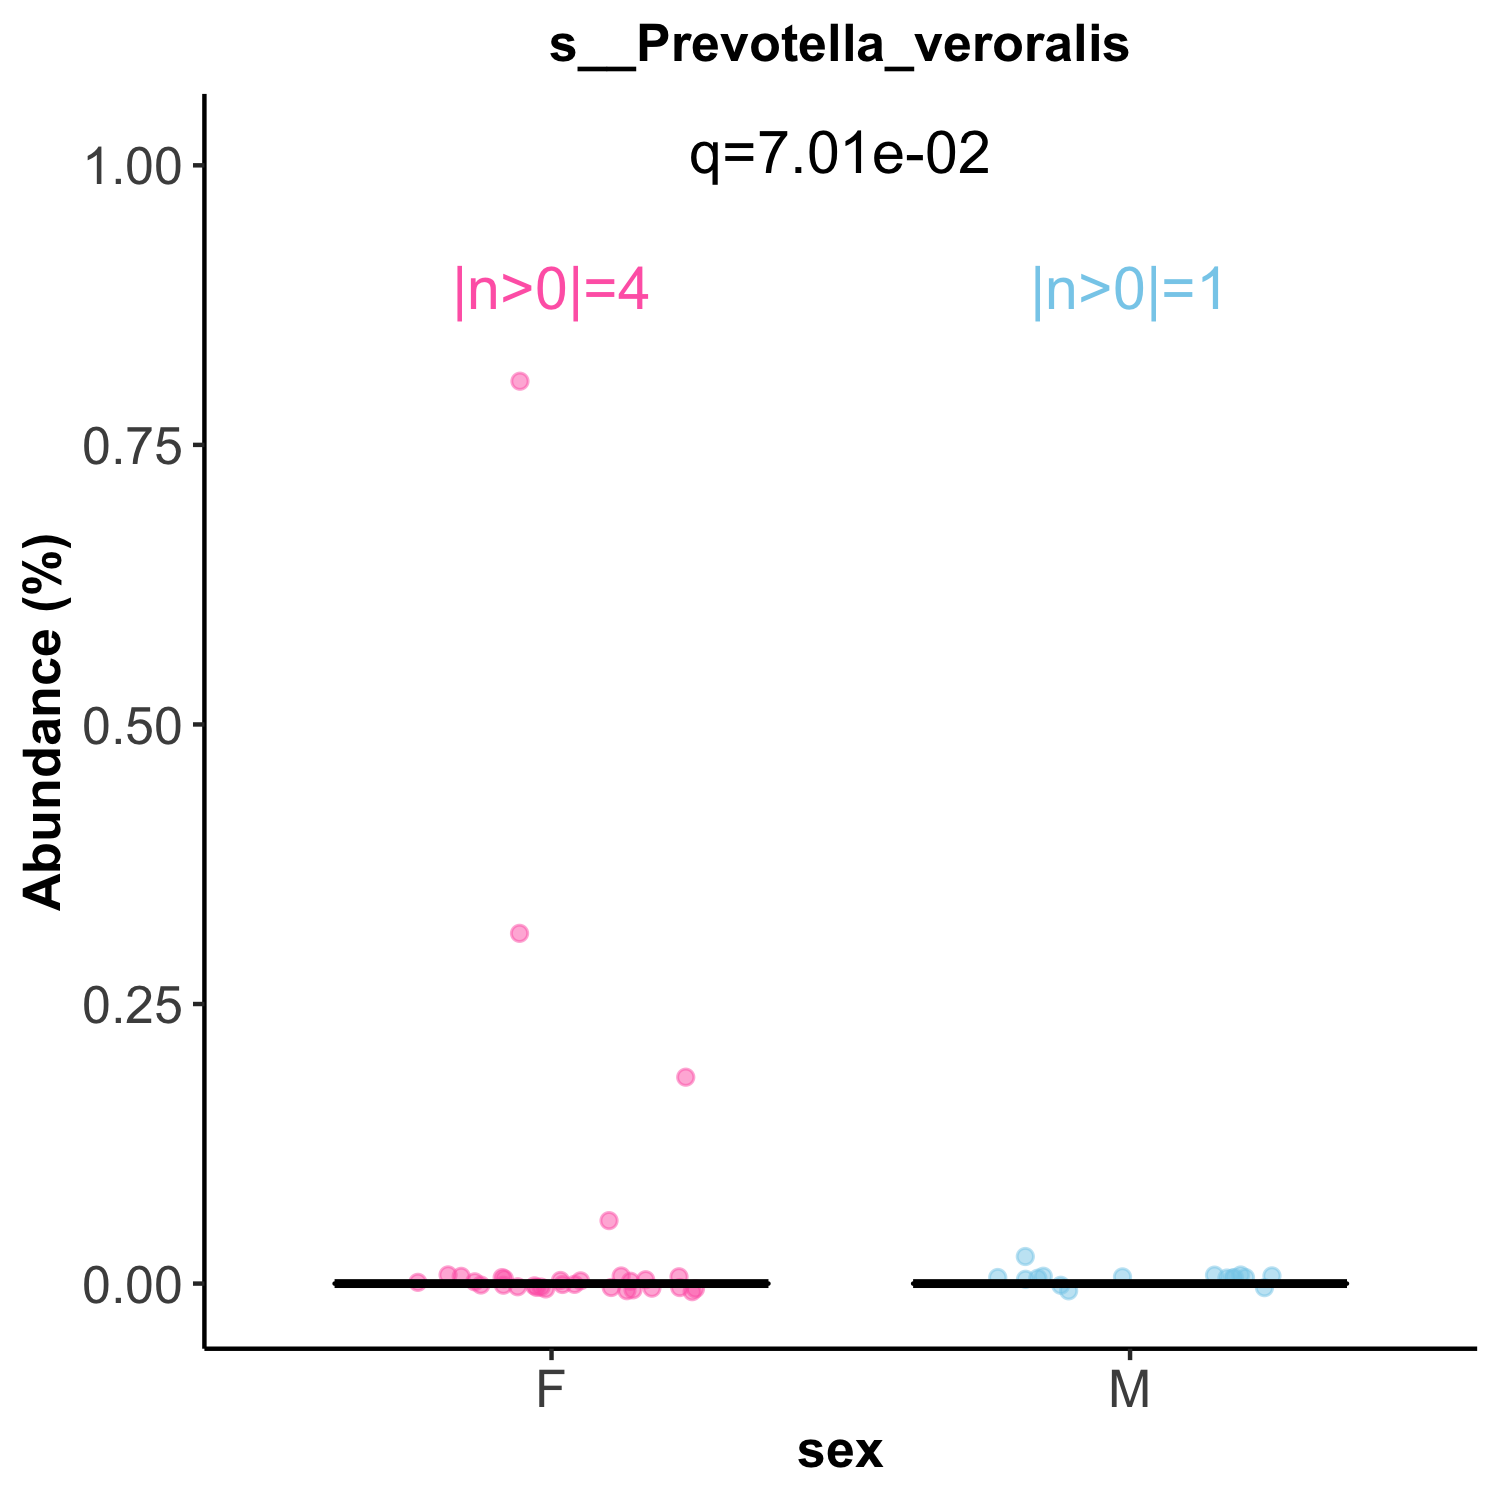 s__Prevotella_veroralis
q=7.01e-02
|n>0|=4 |n>0|=1
1.00
0.75
0.50
0.25
0.00
Abundance (%)
F M
sex